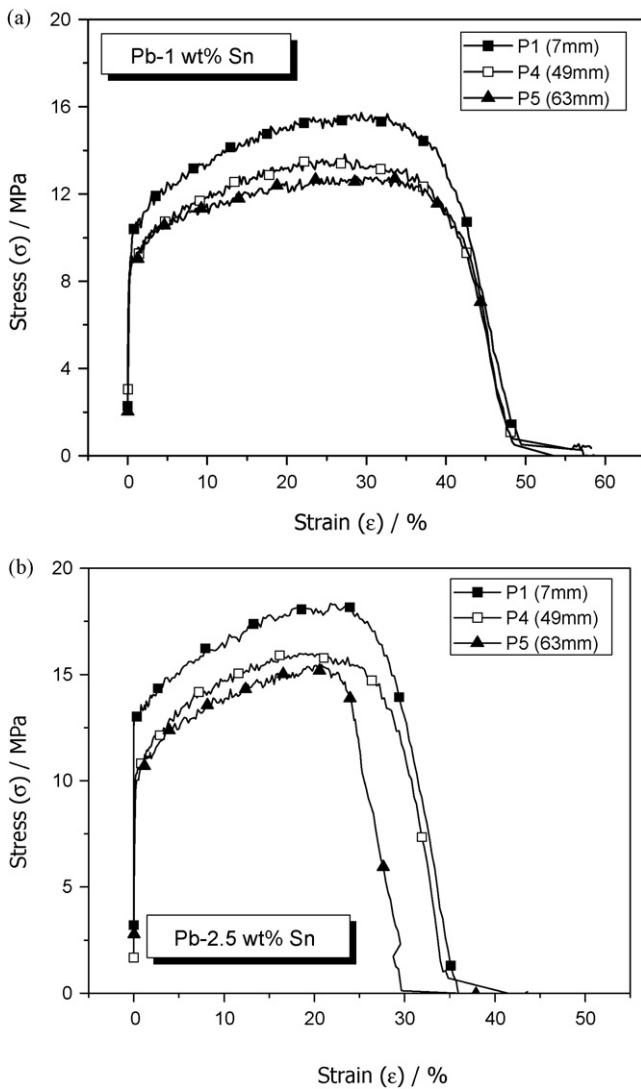 (a)
20
Pb-1 wt% Sn
P1 (7mm)
P4 (49mm)
P5 (63mm)
16
12
8
4
0
Stress (σ) / MPa
0 10 20 30 40 50 60
Strain (ε) / %
(b)
20
P1 (7mm)
P4 (49mm)
P5 (63mm)
15
10
5
0
Stress (σ) / MPa
Pb-2.5 wt% Sn
0 10 20 30 40 50
Strain (ε) / %